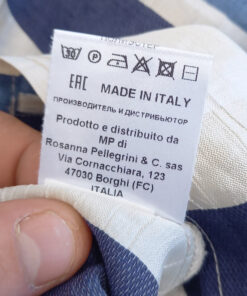 EAC MADE IN ITALY
ПРОИЗВОДИТЕЛЬ И ДИСТРИБЬЮТОР
Prodotto e distribuito da
MP di
Rosanna Pellegrini & C. sas
Via Cornacchiara, 123
47030 Borghi (FC)
ITALIA